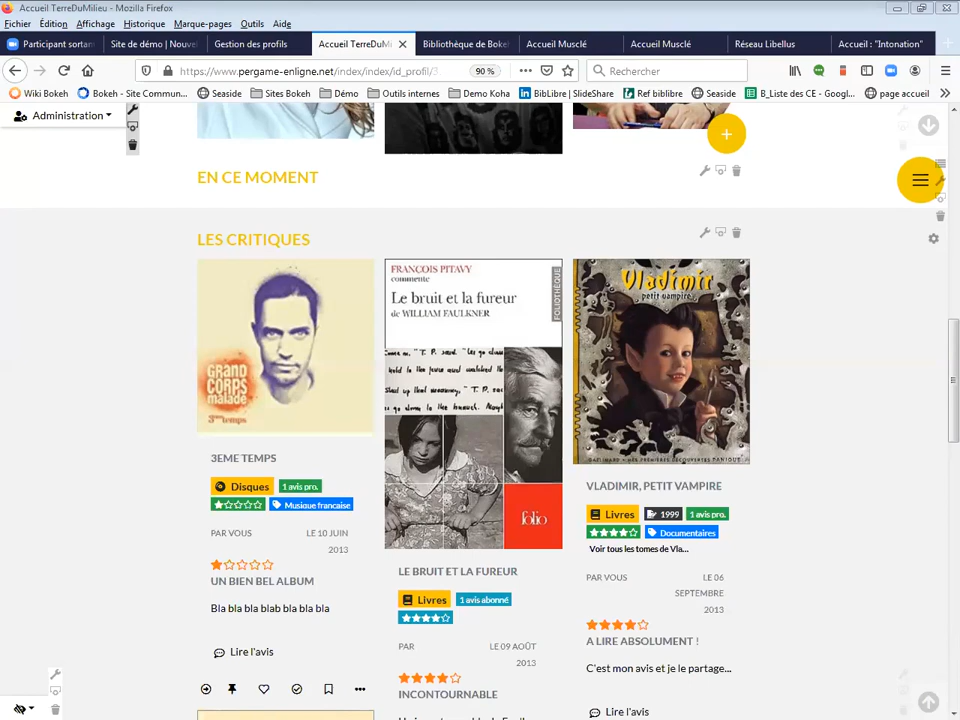 Accueil TerreDuMilieu - Mozilla Firefox
Fichier Édition Affichage Historique Marque-pages Outils Aide
Participant sortan Site de démo | Nouvel Gestion des profils Accueil TerreDuMi Bibliothèque de Bokeh Accueil Musclé Accueil Musclé Réseau Libellus Accueil : "Intonation"
https://www.pergame-enligne.net/index/index/id_profil/3 90 % Rechercher
Wiki Bokeh Bokeh - Site Commun... Seaside Sites Bokeh Démo Outils internes Demo Koha BibLibre | SlideShare Ref biblibre Seaside B_Liste des CE - Googl... page accueil
Administration
EN CE MOMENT
LES CRITIQUES
GRAND
CORPS
MALADE
3ème temps
3EME TEMPS
Disques 1 avis pro.
Musique francaise
PAR VOUS LE 10 JUIN
2013
UN BIEN BEL ALBUM
Bla bla bla blab bla bla bla
Lire l'avis
FRANÇOIS PITAVY
commente
Le bruit et la fureur
de WILLIAM FAULKNER
FOLIOTHÈQUE
folio
LE BRUIT ET LA FUREUR
Livres 1 avis abonné
PAR LE 09 AOÛT
2013
INCONTOURNABLE
Vladimir
petit vampire
VLADIMIR, PETIT VAMPIRE
Livres 1999 1 avis pro.
Documentaires
Voir tous les tomes de Vla...
PAR VOUS LE 06
SEPTEMBRE
2013
A LIRE ABSOLUMENT !
C'est mon avis et je le partage...
Lire l'avis